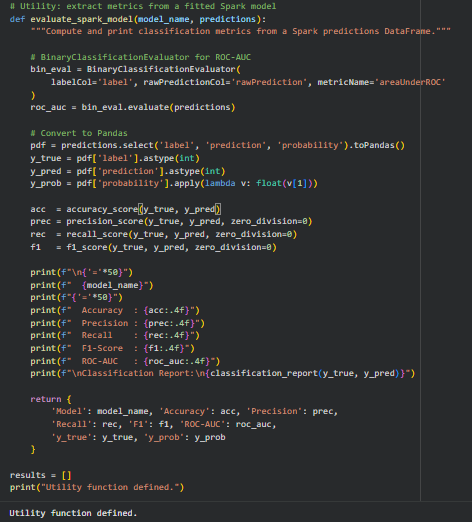 # Utility: extract metrics from a fitted Spark model
def evaluate_spark_model(model_name, predictions):
    """Compute and print classification metrics from a Spark predictions DataFrame."""

    # BinaryClassificationEvaluator for ROC-AUC
    bin_eval = BinaryClassificationEvaluator(
        labelCol='label', rawPredictionCol='rawPrediction', metricName='areaUnderROC'
    )
    roc_auc = bin_eval.evaluate(predictions)

    # Convert to Pandas
    pdf = predictions.select('label', 'prediction', 'probability').toPandas()
    y_true = pdf['label'].astype(int)
    y_pred = pdf['prediction'].astype(int)
    y_prob = pdf['probability'].apply(lambda v: float(v[1]))

    acc  = accuracy_score(y_true, y_pred)
    prec = precision_score(y_true, y_pred, zero_division=0)
    rec  = recall_score(y_true, y_pred, zero_division=0)
    f1   = f1_score(y_true, y_pred, zero_division=0)

    print(f"\n{'='*50}")
    print(f"  {model_name}")
    print(f"{'='*50}")
    print(f"  Accuracy  : {acc:.4f}")
    print(f"  Precision : {prec:.4f}")
    print(f"  Recall    : {rec:.4f}")
    print(f"  F1-Score  : {f1:.4f}")
    print(f"  ROC-AUC   : {roc_auc:.4f}")
    print(f"\nClassification Report:\n{classification_report(y_true, y_pred)}")

    return {
        'Model': model_name, 'Accuracy': acc, 'Precision': prec,
        'Recall': rec, 'F1': f1, 'ROC-AUC': roc_auc,
        'y_true': y_true, 'y_prob': y_prob
    }

results = []
print("Utility function defined.")

Utility function defined.